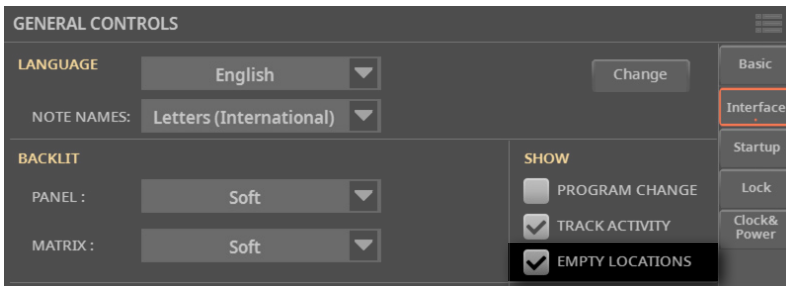 GENERAL CONTROLS
LANGUAGE
English
Change
NOTE NAMES:
Letters (International)
BACKLIT
PANEL :
Soft
MATRIX :
Soft
SHOW
PROGRAM CHANGE
TRACK ACTIVITY
EMPTY LOCATIONS
Basic
Interface
Startup
Lock
Clock&
Power